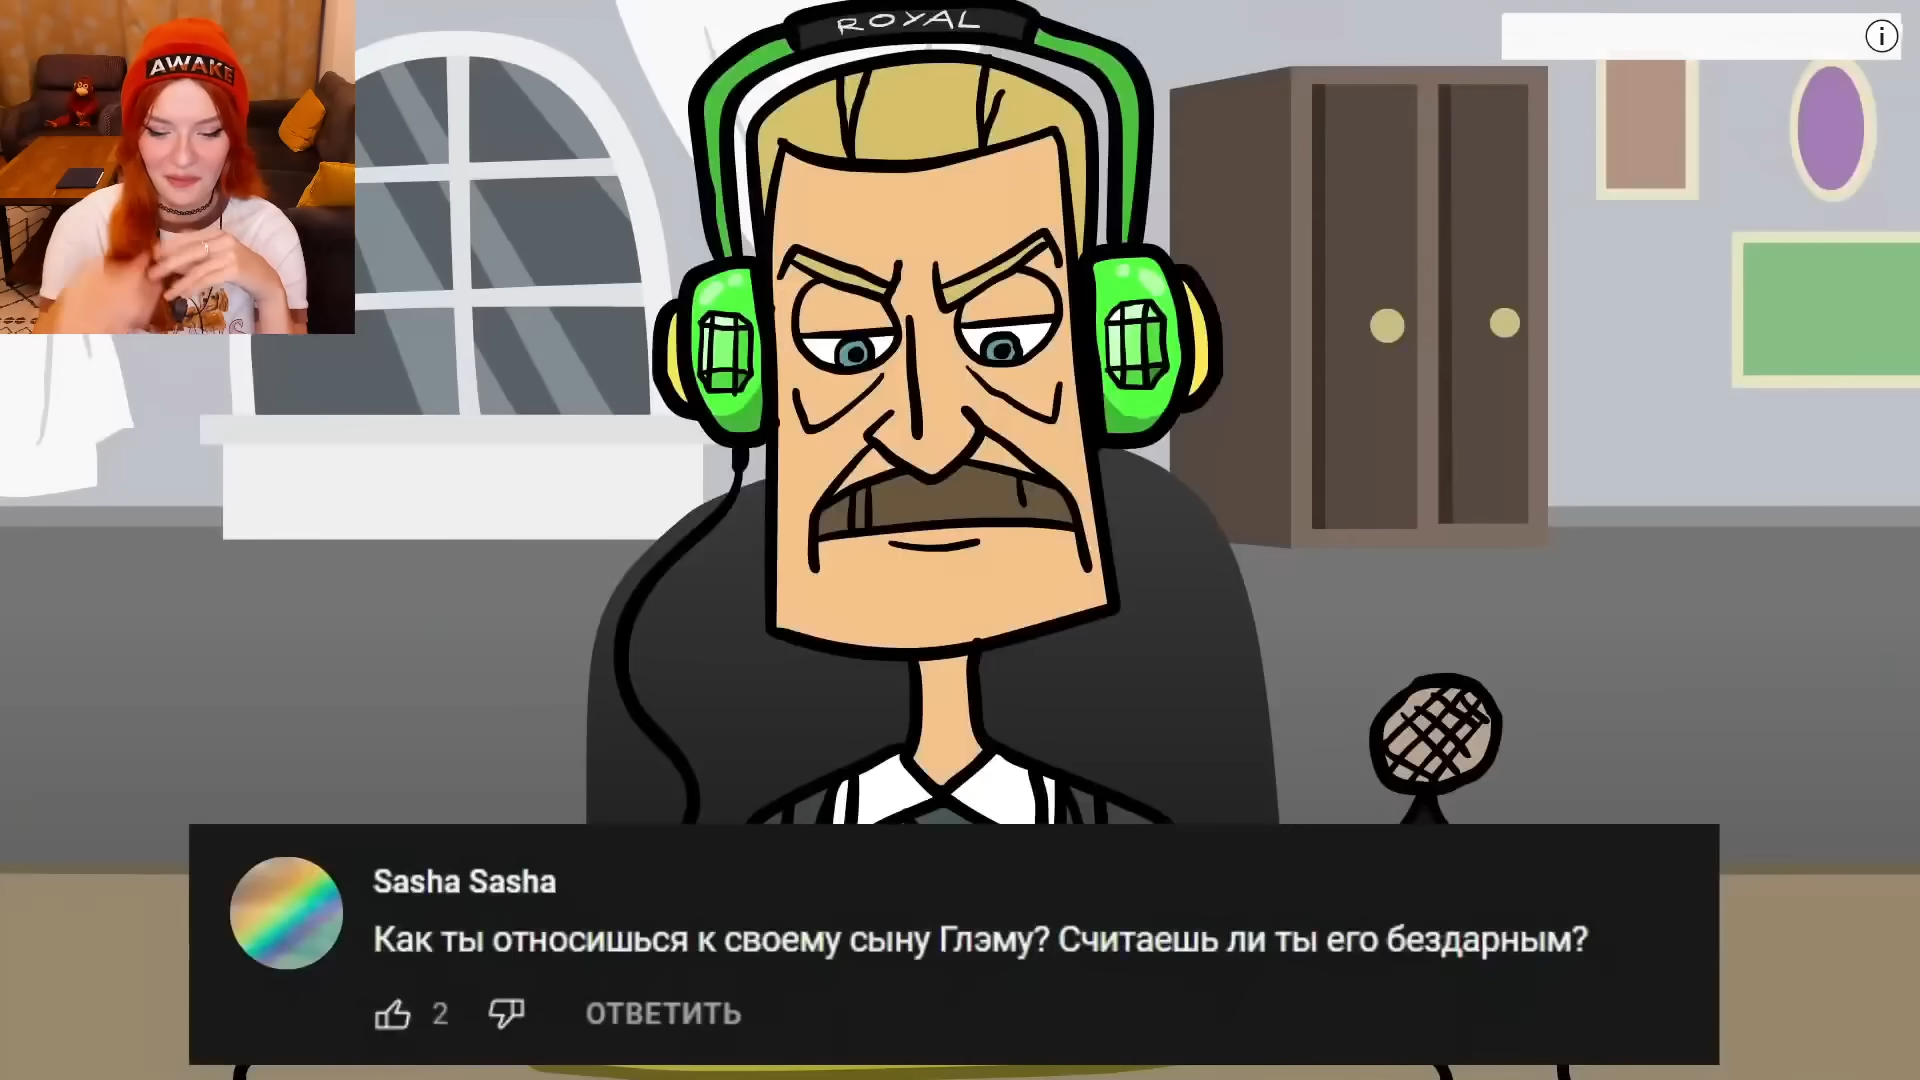 ROYAL
AWAKE
Sasha Sasha
Как ты относишься к своему сыну Глэму? Считаешь ли ты его бездарным?
2
ОТВЕТИТЬ